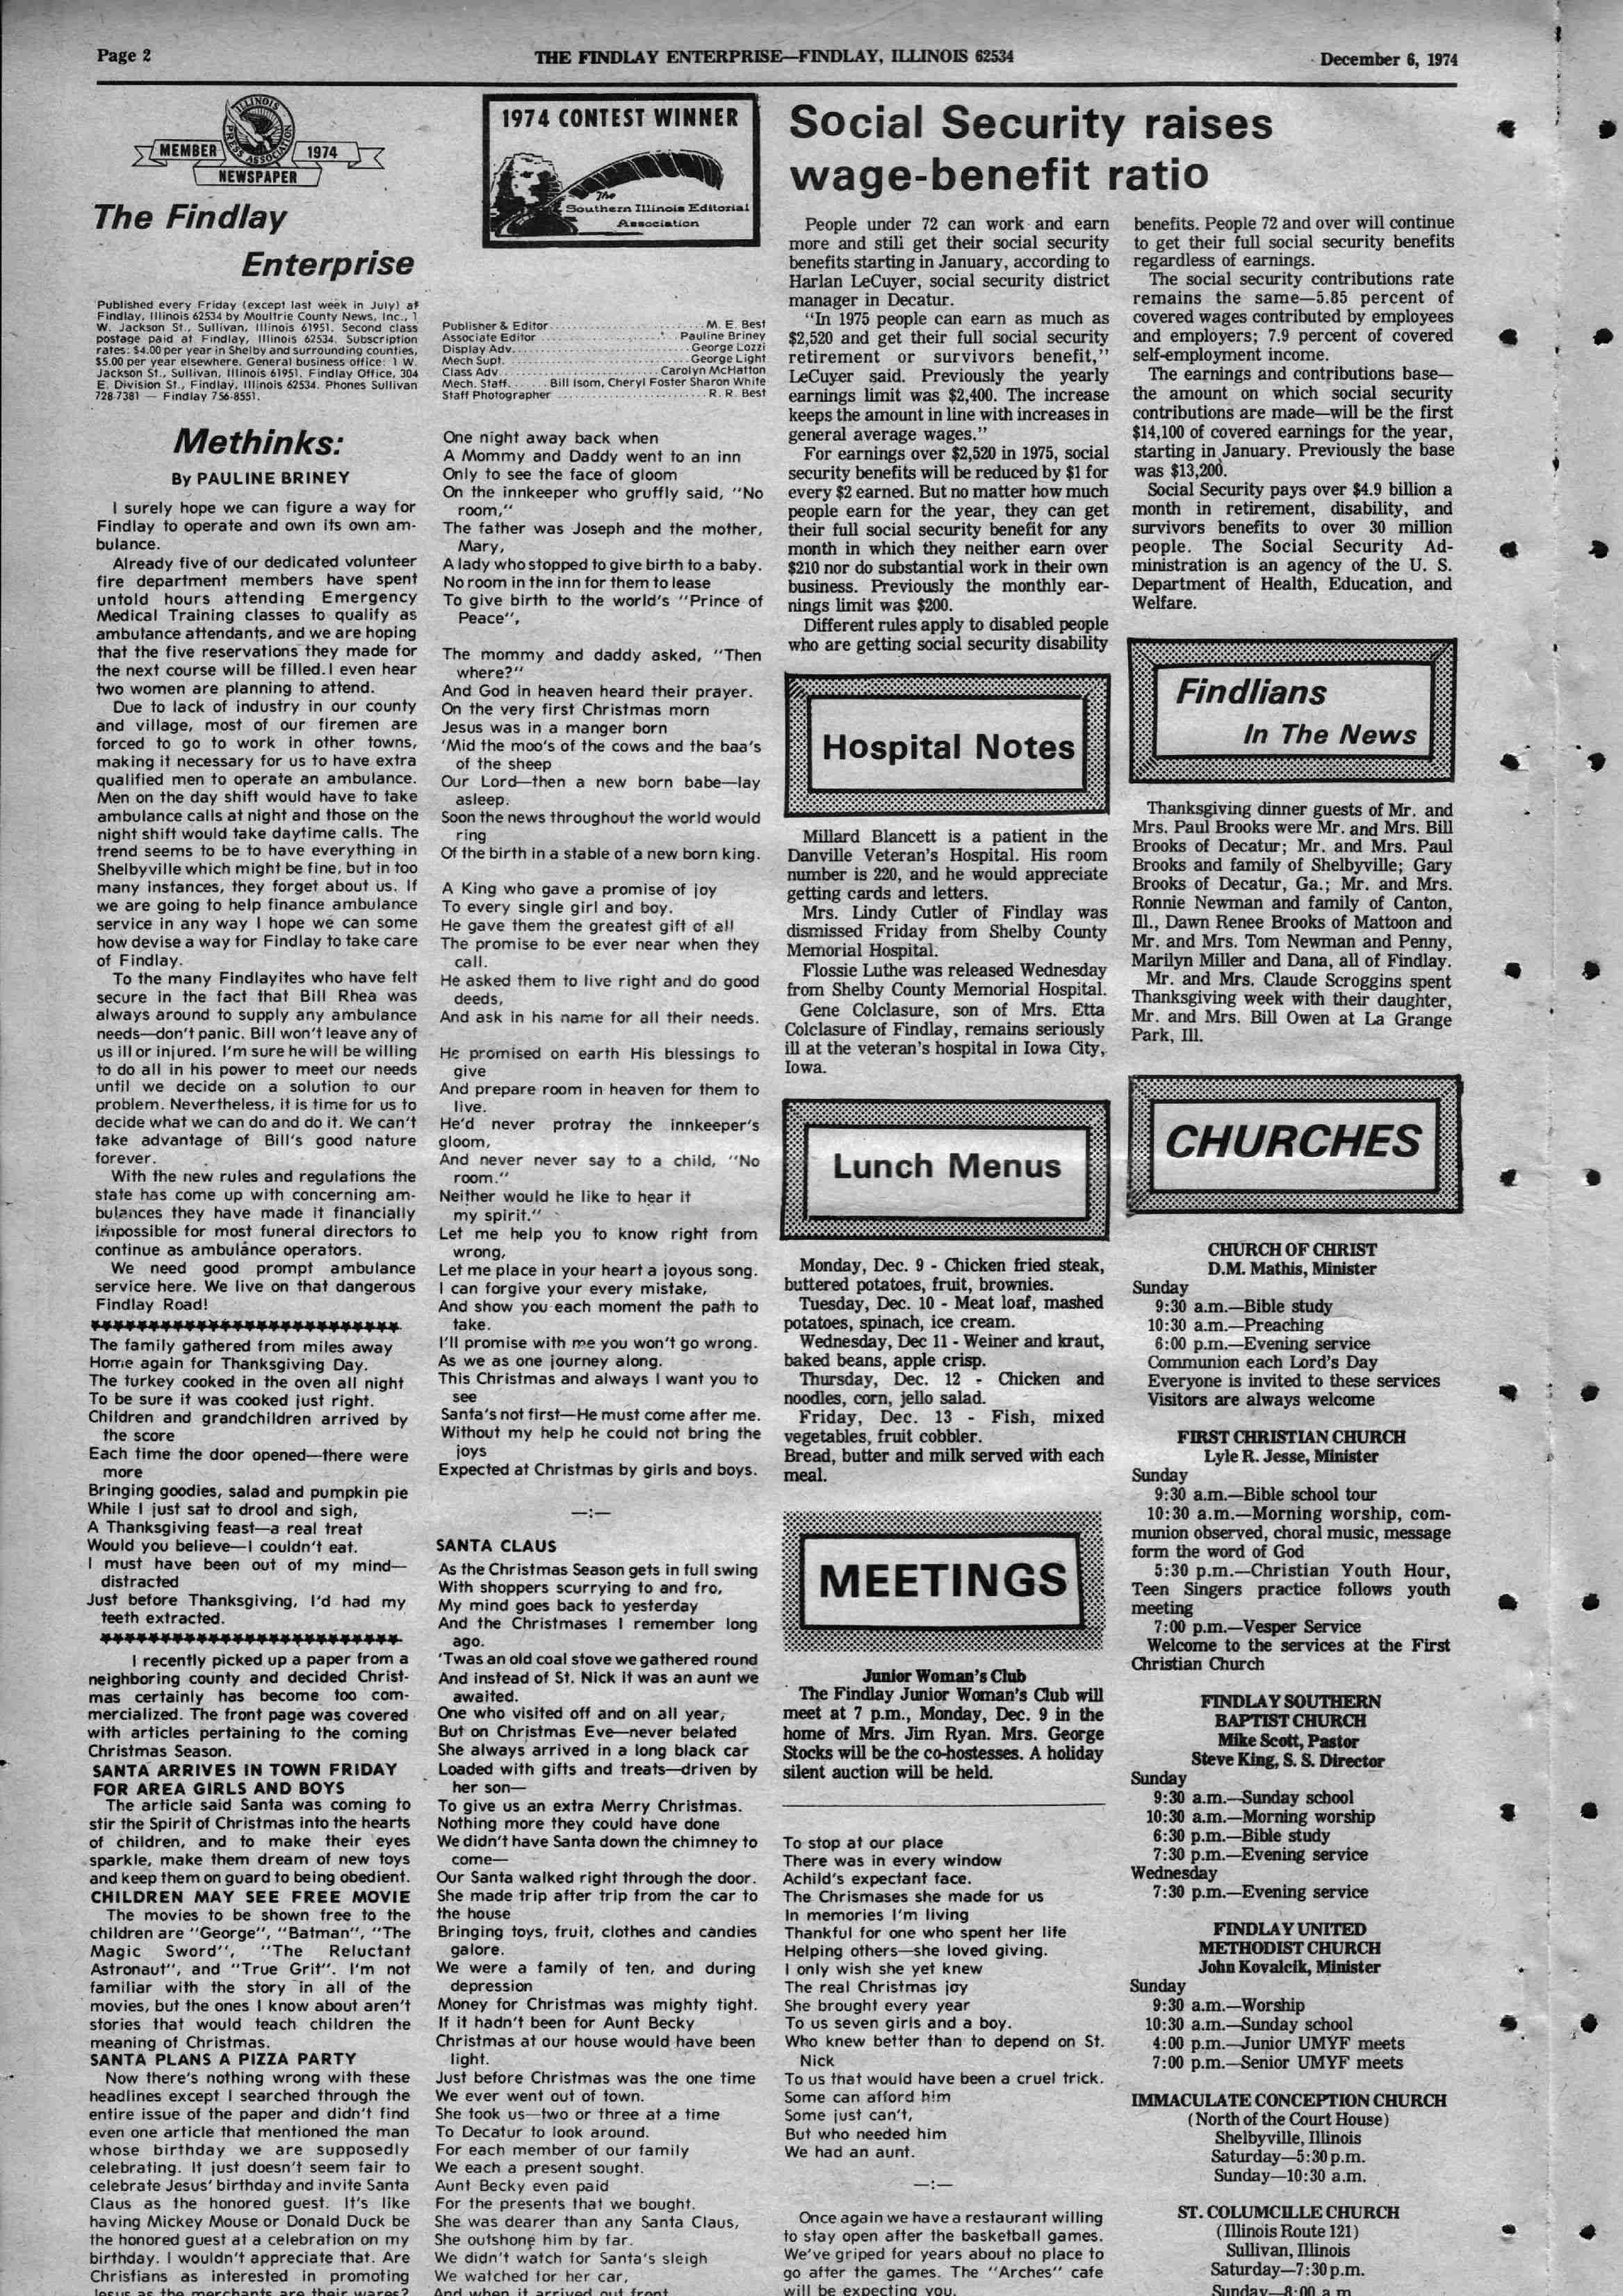 Page 2
THE FINDLAY ENTERPRISE—FINDLAY, ILLINOIS 62534
December 6, 1974
ILLINOIS PRESS ASSOCIATION
MEMBER
1974
NEWSPAPER
The Findlay
Enterprise
Published every Friday (except last week in July) at
Findlay, Illinois 62534 by Moultrie County News, Inc., 1
W. Jackson St., Sullivan, Illinois 61951. Second class
postage paid at Findlay, Illinois 62534. Subscription
rates: $4.00 per year in Shelby and surrounding counties,
$5.00 per year elsewhere. General business office: 1 W.
Jackson St., Sullivan, Illinois 61951. Findlay Office, 304
E. Division St., Findlay, Illinois 62534. Phones Sullivan
728-7381 — Findlay 756-8551.
1974 CONTEST WINNER
The
Southern Illinois Editorial
Association
Publisher & Editor M. E. Best
Associate Editor Pauline Briney
Display Adv. George Lozzi
Mech Supt. George Light
Class Adv. Carolyn McHatton
Mech. Staff Bill Isom, Cheryl Foster Sharon White
Staff Photographer R. R. Best
Methinks:
By PAULINE BRINEY
I surely hope we can figure a way for
Findlay to operate and own its own am-
bulance.
Already five of our dedicated volunteer
fire department members have spent
untold hours attending Emergency
Medical Training classes to qualify as
ambulance attendants, and we are hoping
that the five reservations they made for
the next course will be filled. I even hear
two women are planning to attend.
Due to lack of industry in our county
and village, most of our firemen are
forced to go to work in other towns,
making it necessary for us to have extra
qualified men to operate an ambulance.
Men on the day shift would have to take
ambulance calls at night and those on the
night shift would take daytime calls. The
trend seems to be to have everything in
Shelbyville which might be fine, but in too
many instances, they forget about us. If
we are going to help finance ambulance
service in any way I hope we can some
how devise a way for Findlay to take care
of Findlay.
To the many Findlayites who have felt
secure in the fact that Bill Rhea was
always around to supply any ambulance
needs—don't panic. Bill won't leave any of
us ill or injured. I'm sure he will be willing
to do all in his power to meet our needs
until we decide on a solution to our
problem. Nevertheless, it is time for us to
decide what we can do and do it. We can't
take advantage of Bill's good nature
forever.
With the new rules and regulations the
state has come up with concerning am-
bulances they have made it financially
impossible for most funeral directors to
continue as ambulance operators.
We need good prompt ambulance
service here. We live on that dangerous
Findlay Road!
The family gathered from miles away
Home again for Thanksgiving Day.
The turkey cooked in the oven all night
To be sure it was cooked just right.
Children and grandchildren arrived by
the score
Each time the door opened—there were
more
Bringing goodies, salad and pumpkin pie
While I just sat to drool and sigh,
A Thanksgiving feast—a real treat
Would you believe—I couldn't eat.
I must have been out of my mind—
distracted
Just before Thanksgiving, I'd had my
teeth extracted.
I recently picked up a paper from a
neighboring county and decided Christ-
mas certainly has become too com-
mercialized. The front page was covered
with articles pertaining to the coming
Christmas Season.
SANTA ARRIVES IN TOWN FRIDAY
FOR AREA GIRLS AND BOYS
The article said Santa was coming to
stir the Spirit of Christmas into the hearts
of children, and to make their eyes
sparkle, make them dream of new toys
and keep them on guard to being obedient.
CHILDREN MAY SEE FREE MOVIE
The movies to be shown free to the
children are "George", "Batman", "The
Magic Sword", "The Reluctant
Astronaut", and "True Grit". I'm not
familiar with the story in all of the
movies, but the ones I know about aren't
stories that would teach children the
meaning of Christmas.
SANTA PLANS A PIZZA PARTY
Now there's nothing wrong with these
headlines except I searched through the
entire issue of the paper and didn't find
even one article that mentioned the man
whose birthday we are supposedly
celebrating. It just doesn't seem fair to
celebrate Jesus' birthday and invite Santa
Claus as the honored guest. It's like
having Mickey Mouse or Donald Duck be
the honored guest at a celebration on my
birthday. I wouldn't appreciate that. Are
Christians as interested in promoting
Jesus as the merchants are their wares?
One night away back when
A Mommy and Daddy went to an inn
Only to see the face of gloom
On the innkeeper who gruffly said, "No
room,"
The father was Joseph and the mother,
Mary,
A lady who stopped to give birth to a baby.
No room in the inn for them to lease
To give birth to the world's "Prince of
Peace",
The mommy and daddy asked, "Then
where?"
And God in heaven heard their prayer.
On the very first Christmas morn
Jesus was in a manger born
'Mid the moo's of the cows and the baa's
of the sheep
Our Lord—then a new born babe—lay
asleep.
Soon the news throughout the world would
ring
Of the birth in a stable of a new born king.
A King who gave a promise of joy
To every single girl and boy.
He gave them the greatest gift of all
The promise to be ever near when they
call.
He asked them to live right and do good
deeds,
And ask in his name for all their needs.
He promised on earth His blessings to
give
And prepare room in heaven for them to
live.
He'd never protray the innkeeper's
gloom,
And never never say to a child, "No
room."
Neither would he like to hear it
my spirit."
Let me help you to know right from
wrong,
Let me place in your heart a joyous song.
I can forgive your every mistake,
And show you each moment the path to
take.
I'll promise with me you won't go wrong.
As we as one journey along.
This Christmas and always I want you to
see
Santa's not first—He must come after me.
Without my help he could not bring the
joys
Expected at Christmas by girls and boys.
—:—
SANTA CLAUS
As the Christmas Season gets in full swing
With shoppers scurrying to and fro,
My mind goes back to yesterday
And the Christmases I remember long
ago.
'Twas an old coal stove we gathered round
And instead of St. Nick it was an aunt we
awaited.
One who visited off and on all year,
But on Christmas Eve—never belated
She always arrived in a long black car
Loaded with gifts and treats—driven by
her son—
To give us an extra Merry Christmas.
Nothing more they could have done
We didn't have Santa down the chimney to
come—
Our Santa walked right through the door.
She made trip after trip from the car to
the house
Bringing toys, fruit, clothes and candies
galore.
We were a family of ten, and during
depression
Money for Christmas was mighty tight.
If it hadn't been for Aunt Becky
Christmas at our house would have been
light.
Just before Christmas was the one time
We ever went out of town.
She took us—two or three at a time
To Decatur to look around.
For each member of our family
We each a present sought.
Aunt Becky even paid
For the presents that we bought.
She was dearer than any Santa Claus,
She outshone him by far.
We didn't watch for Santa's sleigh
We watched for her car,
And when it arrived out front
Social Security raises
wage-benefit ratio
People under 72 can work and earn
more and still get their social security
benefits starting in January, according to
Harlan LeCuyer, social security district
manager in Decatur.
"In 1975 people can earn as much as
$2,520 and get their full social security
retirement or survivors benefit,"
LeCuyer said. Previously the yearly
earnings limit was $2,400. The increase
keeps the amount in line with increases in
general average wages."
For earnings over $2,520 in 1975, social
security benefits will be reduced by $1 for
every $2 earned. But no matter how much
people earn for the year, they can get
their full social security benefit for any
month in which they neither earn over
$210 nor do substantial work in their own
business. Previously the monthly ear-
nings limit was $200.
Different rules apply to disabled people
who are getting social security disability
benefits. People 72 and over will continue
to get their full social security benefits
regardless of earnings.
The social security contributions rate
remains the same—5.85 percent of
covered wages contributed by employees
and employers; 7.9 percent of covered
self-employment income.
The earnings and contributions base—
the amount on which social security
contributions are made—will be the first
$14,100 of covered earnings for the year,
starting in January. Previously the base
was $13,200.
Social Security pays over $4.9 billion a
month in retirement, disability, and
survivors benefits to over 30 million
people. The Social Security Ad-
ministration is an agency of the U. S.
Department of Health, Education, and
Welfare.
Hospital Notes
Millard Blancett is a patient in the
Danville Veteran's Hospital. His room
number is 220, and he would appreciate
getting cards and letters.
Mrs. Lindy Cutler of Findlay was
dismissed Friday from Shelby County
Memorial Hospital.
Flossie Luthe was released Wednesday
from Shelby County Memorial Hospital.
Gene Colclasure, son of Mrs. Etta
Colclasure of Findlay, remains seriously
ill at the veteran's hospital in Iowa City,
Iowa.
Lunch Menus
Monday, Dec. 9 - Chicken fried steak,
buttered potatoes, fruit, brownies.
Tuesday, Dec. 10 - Meat loaf, mashed
potatoes, spinach, ice cream.
Wednesday, Dec 11 - Weiner and kraut,
baked beans, apple crisp.
Thursday, Dec. 12 - Chicken and
noodles, corn, jello salad.
Friday, Dec. 13 - Fish, mixed
vegetables, fruit cobbler.
Bread, butter and milk served with each
meal.
MEETINGS
Junior Woman's Club
The Findlay Junior Woman's Club will
meet at 7 p.m., Monday, Dec. 9 in the
home of Mrs. Jim Ryan. Mrs. George
Stocks will be the co-hostesses. A holiday
silent auction will be held.
To stop at our place
There was in every window
Achild's expectant face.
The Chrismases she made for us
In memories I'm living
Thankful for one who spent her life
Helping others—she loved giving.
I only wish she yet knew
The real Christmas joy
She brought every year
To us seven girls and a boy.
Who knew better than to depend on St.
Nick
To us that would have been a cruel trick.
Some can afford him
Some just can't,
But who needed him
We had an aunt.
—:—
Once again we have a restaurant willing
to stay open after the basketball games.
We've griped for years about no place to
go after the games. The "Arches" cafe
will be expecting you.
Findlians
In The News
Thanksgiving dinner guests of Mr. and
Mrs. Paul Brooks were Mr. and Mrs. Bill
Brooks of Decatur; Mr. and Mrs. Paul
Brooks and family of Shelbyville; Gary
Brooks of Decatur, Ga.; Mr. and Mrs.
Ronnie Newman and family of Canton,
Ill., Dawn Renee Brooks of Mattoon and
Mr. and Mrs. Tom Newman and Penny,
Marilyn Miller and Dana, all of Findlay.
Mr. and Mrs. Claude Scroggins spent
Thanksgiving week with their daughter,
Mr. and Mrs. Bill Owen at La Grange
Park, Ill.
CHURCHES
CHURCH OF CHRIST
D.M. Mathis, Minister
Sunday
9:30 a.m.—Bible study
10:30 a.m.—Preaching
6:00 p.m.—Evening service
Communion each Lord's Day
Everyone is invited to these services
Visitors are always welcome
FIRST CHRISTIAN CHURCH
Lyle R. Jesse, Minister
Sunday
9:30 a.m.—Bible school tour
10:30 a.m.—Morning worship, com-
munion observed, choral music, message
form the word of God
5:30 p.m.—Christian Youth Hour,
Teen Singers practice follows youth
meeting
7:00 p.m.—Vesper Service
Welcome to the services at the First
Christian Church
FINDLAY SOUTHERN
BAPTIST CHURCH
Mike Scott, Pastor
Steve King, S. S. Director
Sunday
9:30 a.m.—Sunday school
10:30 a.m.—Morning worship
6:30 p.m.—Bible study
7:30 p.m.—Evening service
Wednesday
7:30 p.m.—Evening service
FINDLAY UNITED
METHODIST CHURCH
John Kovalcik, Minister
Sunday
9:30 a.m.—Worship
10:30 a.m.—Sunday school
4:00 p.m.—Junior UMYF meets
7:00 p.m.—Senior UMYF meets
IMMACULATE CONCEPTION CHURCH
(North of the Court House)
Shelbyville, Illinois
Saturday—5:30 p.m.
Sunday—10:30 a.m.
ST. COLUMCILLE CHURCH
(Illinois Route 121)
Sullivan, Illinois
Saturday—7:30 p.m.
Sunday—8:00 a.m.